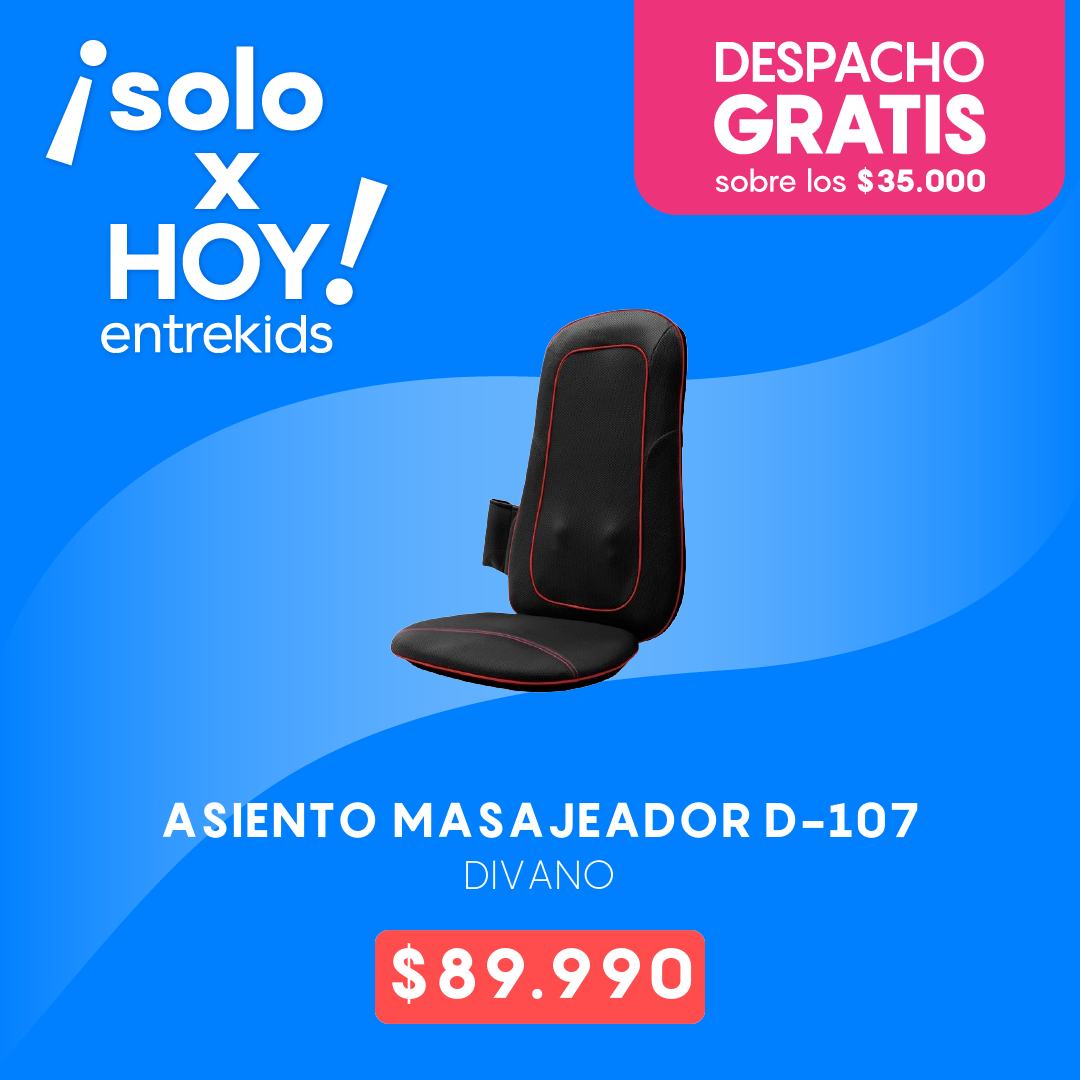 ¡solo
x
HOY!
entrekids
DESPACHO
GRATIS
sobre los $35.000
ASIENTO MASAJEADOR D-107
DIVANO
$89.990